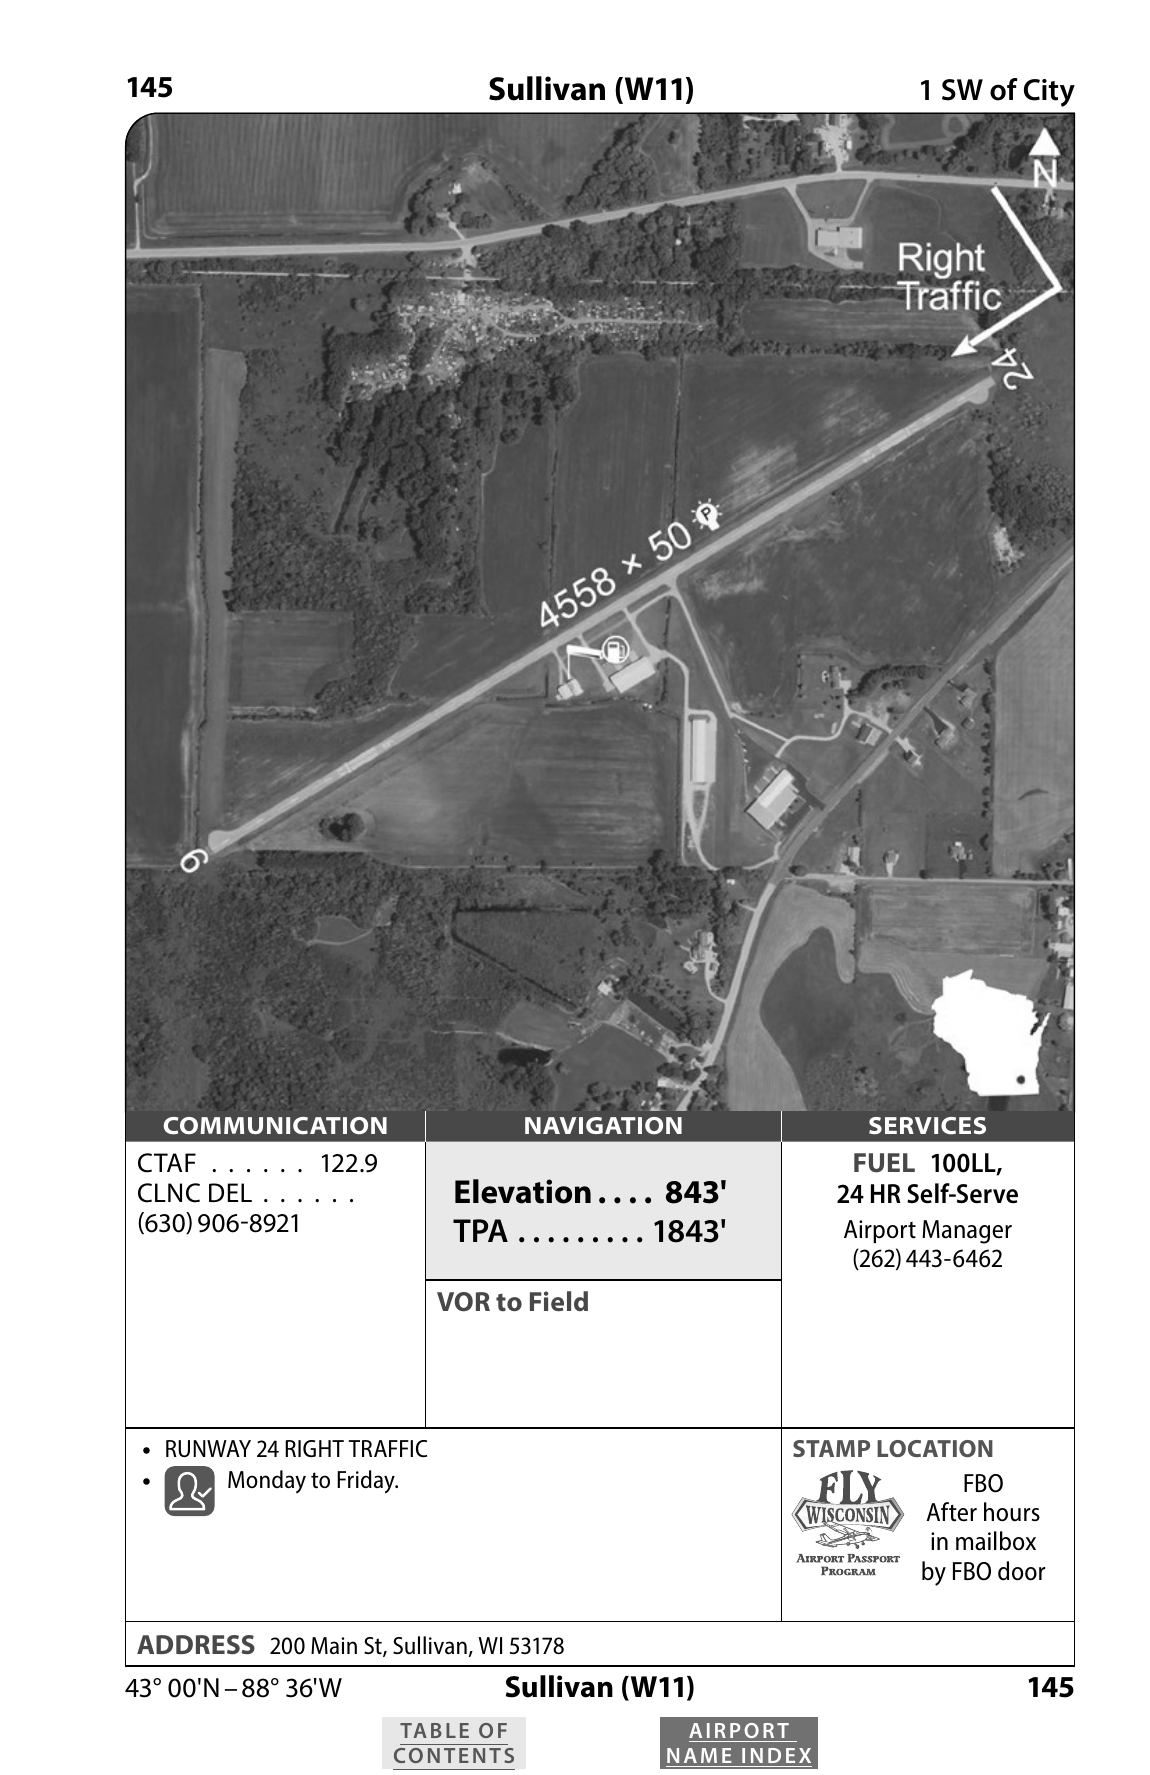 145 Sullivan (W11) 1 SW of City
N
Right
Traffic
24
4558 × 50
P
6
COMMUNICATION NAVIGATION SERVICES
CTAF . . . . . . 122.9
CLNC DEL . . . . . .
(630) 906-8921
Elevation . . . . 843'
TPA . . . . . . . . . 1843'
VOR to Field
FUEL 100LL,
24 HR Self-Serve
Airport Manager
(262) 443-6462
• RUNWAY 24 RIGHT TRAFFIC
• Monday to Friday.
STAMP LOCATION
FLY
WISCONSIN
AIRPORT PASSPORT
PROGRAM
FBO
After hours
in mailbox
by FBO door
ADDRESS 200 Main St, Sullivan, WI 53178
43° 00'N – 88° 36'W Sullivan (W11) 145
TABLE OF
CONTENTS
AIRPORT
NAME INDEX